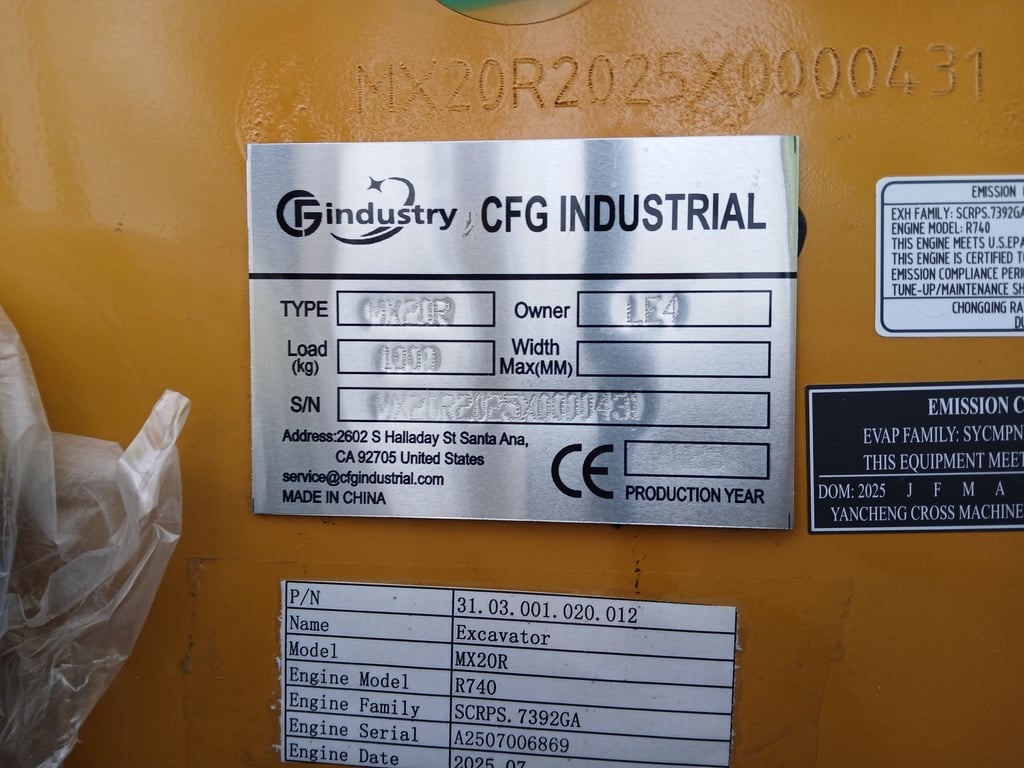 MX20R2025X0000431
CFG industry CFG INDUSTRIAL
TYPE MX20R Owner LE4
Load (kg) Width Max(MM)
S/N MX20R2025X0000431
Address:2602 S Halladay St Santa Ana,
CA 92705 United States
service@cfgindustrial.com
MADE IN CHINA
CE
PRODUCTION YEAR
EMISSION
EXH FAMILY: SCRPS.7392GA
ENGINE MODEL: R740
THIS ENGINE MEETS U.S.EPA
THIS ENGINE IS CERTIFIED TO
EMISSION COMPLIANCE PERI
TUNE-UP/MAINTENANCE SH
CHONGQING RA
EMISSION C
EVAP FAMILY: SYCMPN
THIS EQUIPMENT MEET
DOM: 2025 J F M A
YANCHENG CROSS MACHINE
P/N 31.03.001.020.012
Name Excavator
Model MX20R
Engine Model R740
Engine Family SCRPS.7392GA
Engine Serial A2507006869
Engine Date 2025.07